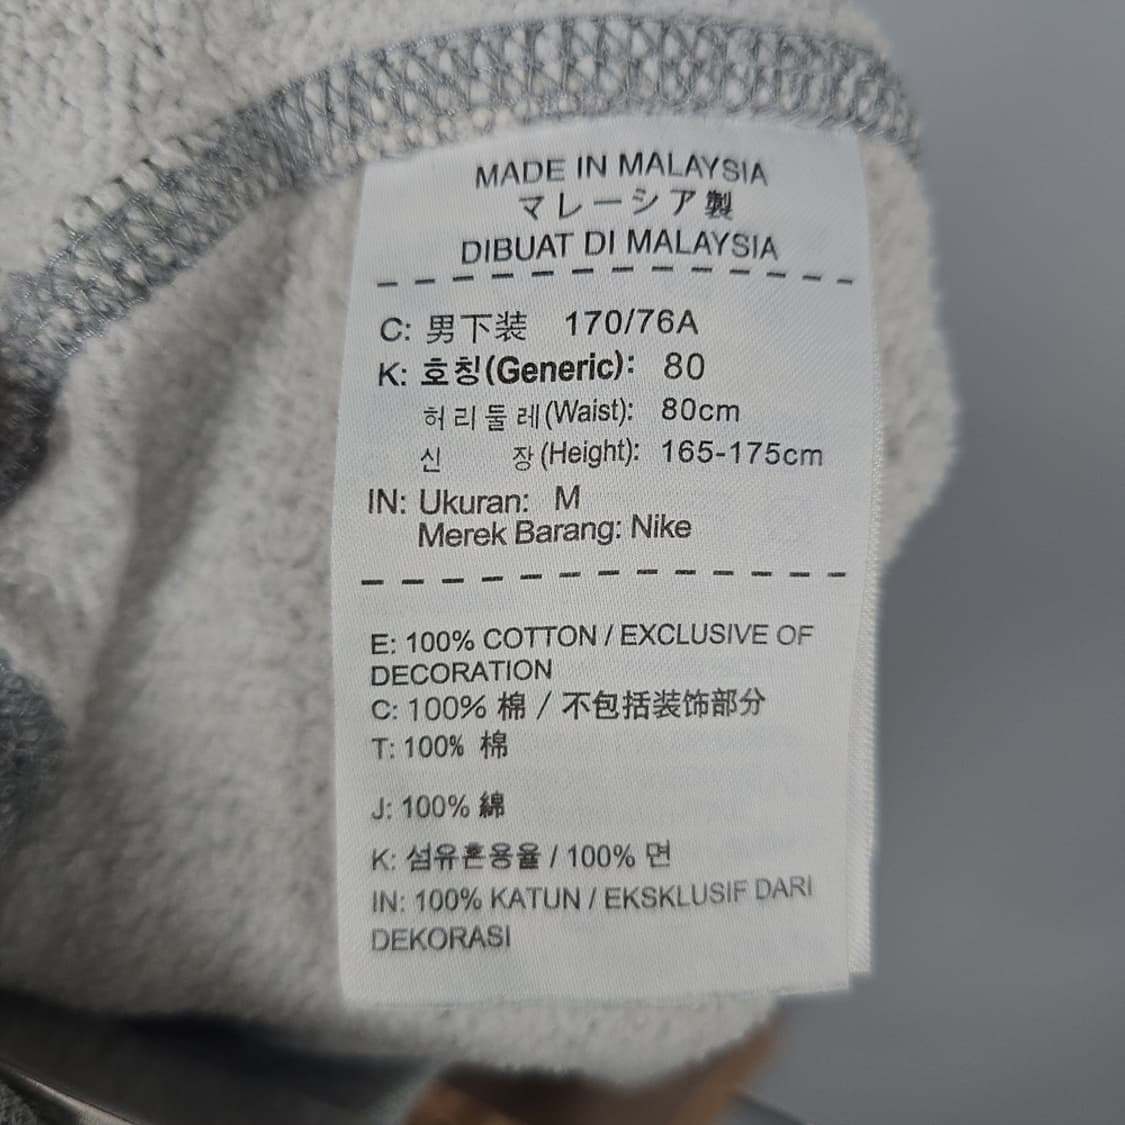 MADE IN MALAYSIA
マレーシア製
DIBUAT DI MALAYSIA
C: 男下装 170/76A
K: 호칭(Generic): 80
허리둘레(Waist): 80cm
신 장(Height): 165-175cm
IN: Ukuran: M
Merek Barang: Nike
E: 100% COTTON / EXCLUSIVE OF
DECORATION
C: 100% 棉 / 不包括装饰部分
T: 100% 棉
J: 100% 綿
K: 섬유혼용율 / 100% 면
IN: 100% KATUN / EKSKLUSIF DARI
DEKORASI